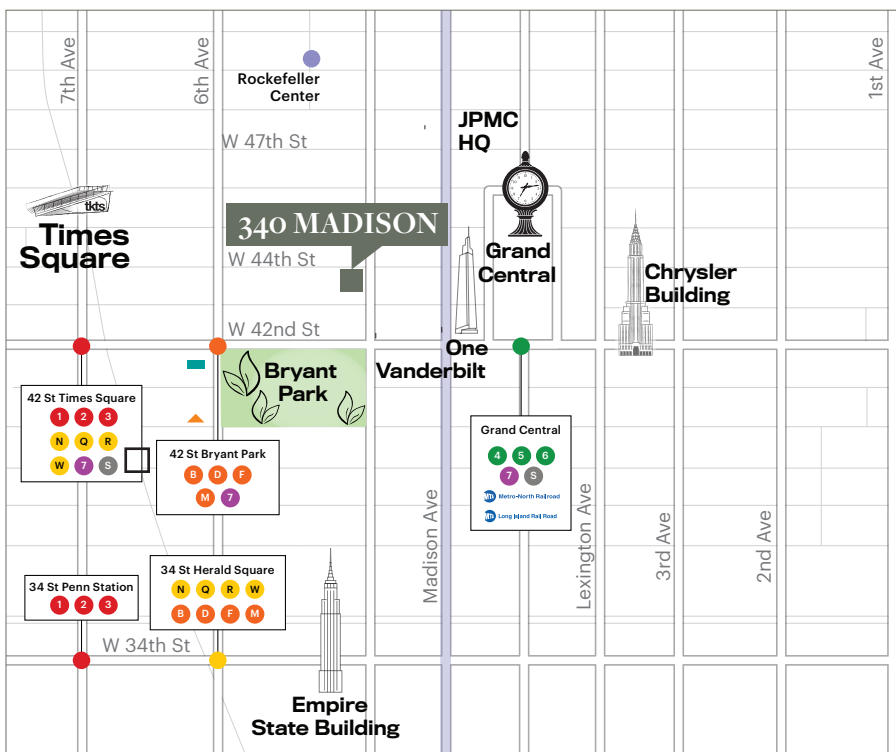 7th Ave
6th Ave
1st Ave
Rockefeller
Center
W 47th St
JPMC
HQ
tkts
Times
Square
340 MADISON
W 44th St
Grand
Central
Chrysler
Building
W 42nd St
One
Vanderbilt
Bryant
Park
42 St Times Square
1 2 3
N Q R
W 7 S
42 St Bryant Park
B D F
M 7
Grand Central
4 5 6
7 S
MTA Metro-North Railroad
MTA Long Island Rail Road
Madison Ave
Lexington Ave
3rd Ave
2nd Ave
34 St Penn Station
1 2 3
34 St Herald Square
N Q R W
B D F M
W 34th St
Empire
State Building